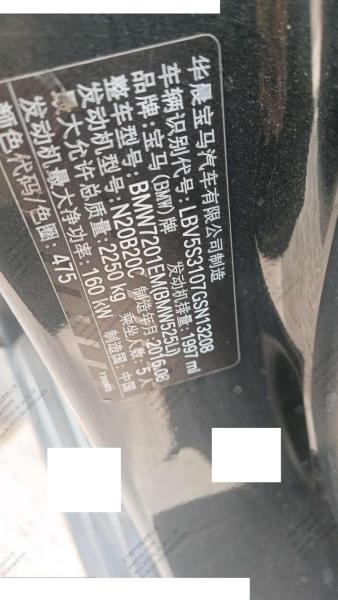 华晨宝马汽车有限公司制造
车辆识别代号: LBV5S3107GSN13208
品牌: 宝马(BMW)牌 发动机排量: 1997 ml
整车型号: BMW7201EM(BMW525Li)
发动机型号: N20B20C 制造年月: 2016.08
最大允许总质量: 2250 kg 乘坐人数: 5 人
发动机最大净功率: 160 kW 制造国: 中国
颜色代码/色圈: 475